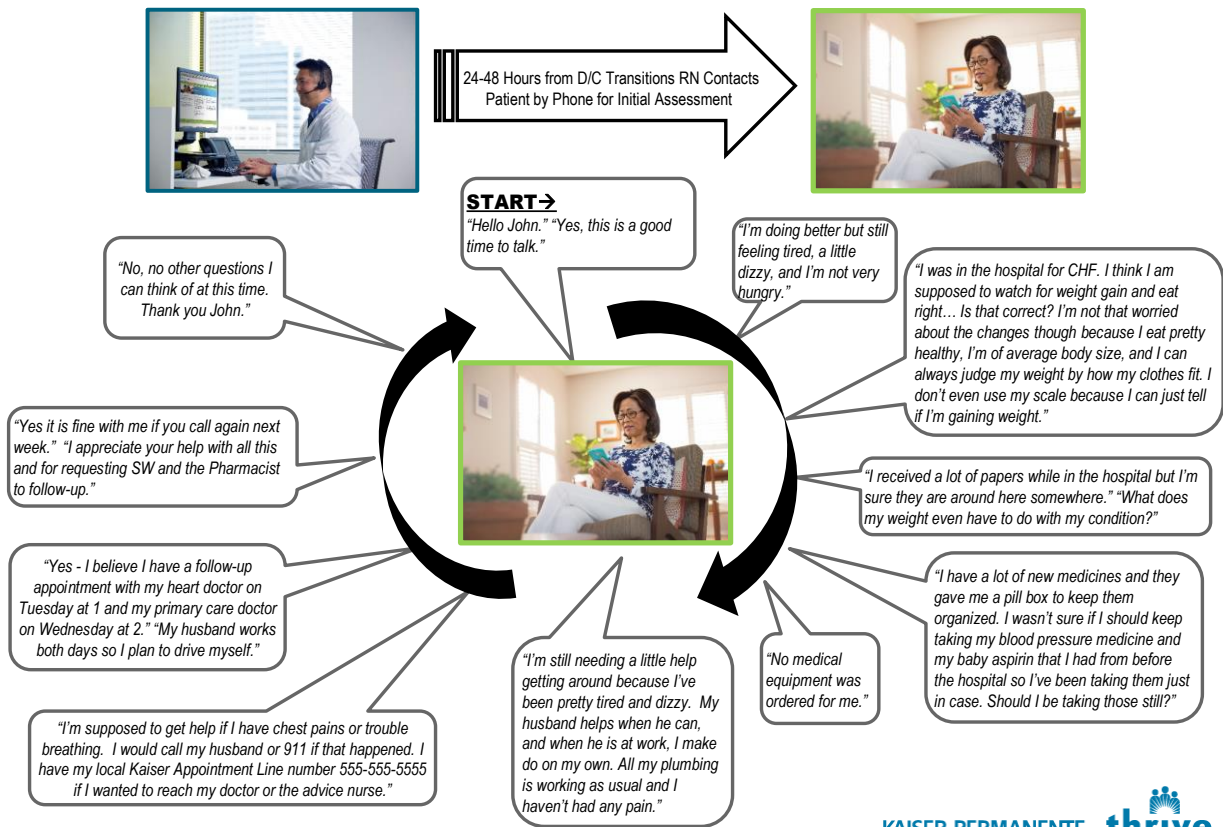 24-48 Hours from D/C Transitions RN Contacts
Patient by Phone for Initial Assessment
START→
“Hello John.” “Yes, this is a good
time to talk.”
“I’m doing better but still
feeling tired, a little
dizzy, and I’m not very
hungry.”
“I was in the hospital for CHF. I think I am
supposed to watch for weight gain and eat
right… Is that correct? I’m not that worried
about the changes though because I eat pretty
healthy, I’m of average body size, and I can
always judge my weight by how my clothes fit. I
don’t even use my scale because I can just tell
if I’m gaining weight.”
“I received a lot of papers while in the hospital but I’m
sure they are around here somewhere.” “What does
my weight even have to do with my condition?”
“I have a lot of new medicines and they
gave me a pill box to keep them
organized. I wasn’t sure if I should keep
taking my blood pressure medicine and
my baby aspirin that I had from before
the hospital so I’ve been taking them just
in case. Should I be taking those still?”
“No medical
equipment was
ordered for me.”
“I’m still needing a little help
getting around because I’ve
been pretty tired and dizzy. My
husband helps when he can,
and when he is at work, I make
do on my own. All my plumbing
is working as usual and I
haven’t had any pain.”
“I’m supposed to get help if I have chest pains or trouble
breathing. I would call my husband or 911 if that happened. I
have my local Kaiser Appointment Line number 555-555-5555
if I wanted to reach my doctor or the advice nurse.”
“Yes - I believe I have a follow-up
appointment with my heart doctor on
Tuesday at 1 and my primary care doctor
on Wednesday at 2.” “My husband works
both days so I plan to drive myself.”
“Yes it is fine with me if you call again next
week.” “I appreciate your help with all this
and for requesting SW and the Pharmacist
to follow-up.”
“No, no other questions I
can think of at this time.
Thank you John.”
KAISER PERMANENTE thrive